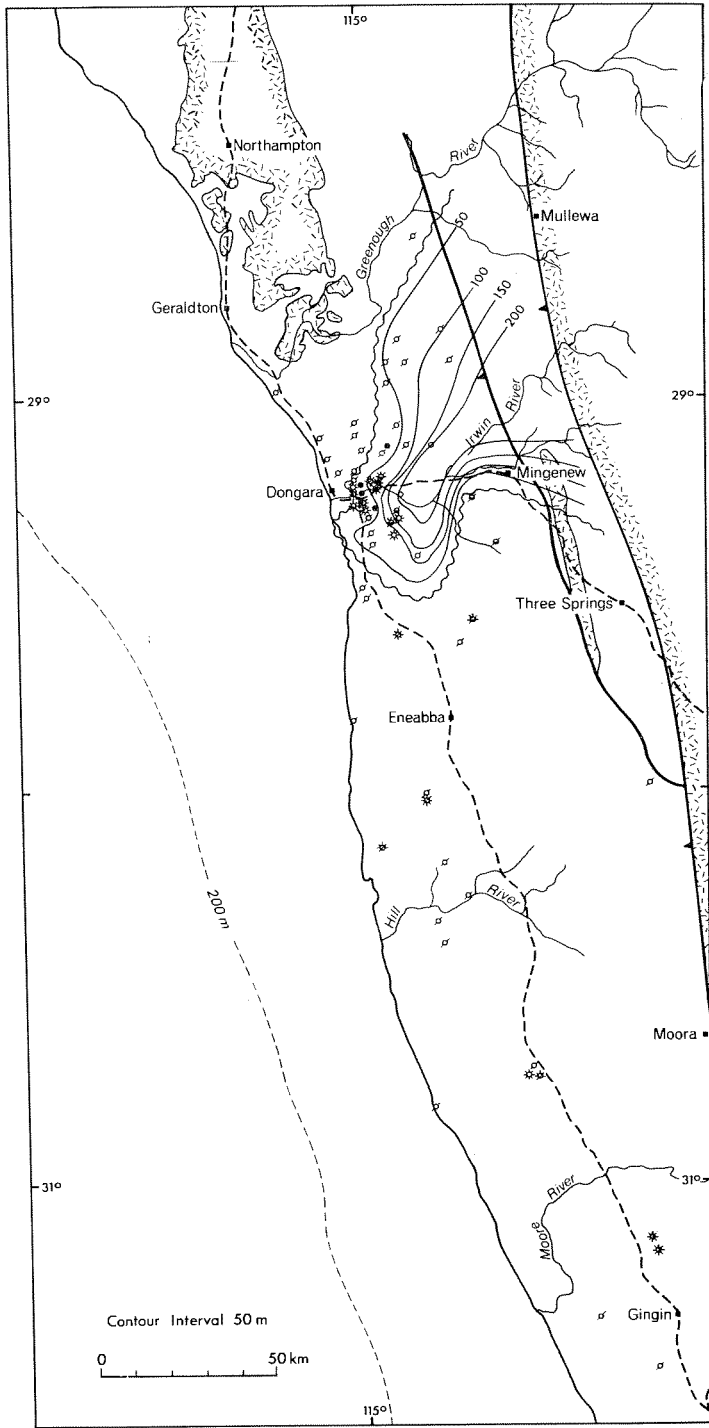 115°
Northampton
River
Greenough
Mullewa
50
100
150
200
Geraldton
29°
29°
Irwin
River
Mingenew
Dongara
Three Springs
Eneabba
200 m
Hill
River
Moora
31°
River
31°
Moore
Contour Interval 50 m
0 50 km
Gingin
115°